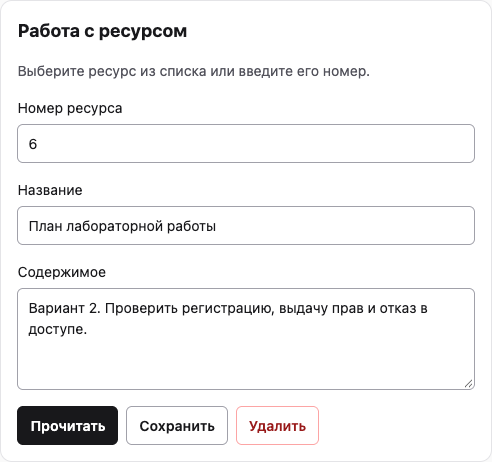 Работа с ресурсом
Выберите ресурс из списка или введите его номер.
Номер ресурса
6
Название
План лабораторной работы
Содержимое
Вариант 2. Проверить регистрацию, выдачу прав и отказ в
доступе.
Прочитать Сохранить Удалить